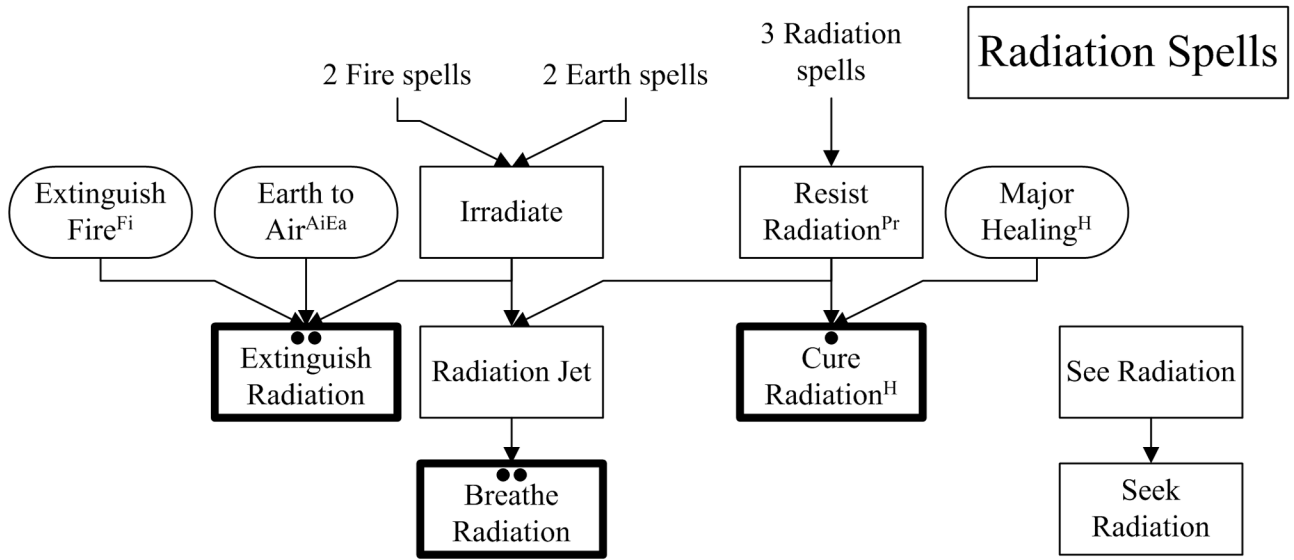 Radiation Spells
2 Fire spells
2 Earth spells
3 Radiation
spells
Extinguish
Fire^Fi
Earth to
Air^AiEa
Irradiate
Resist
Radiation^Pr
Major
Healing^H
Extinguish
Radiation
Radiation Jet
Cure
Radiation^H
See Radiation
Breathe
Radiation
Seek
Radiation